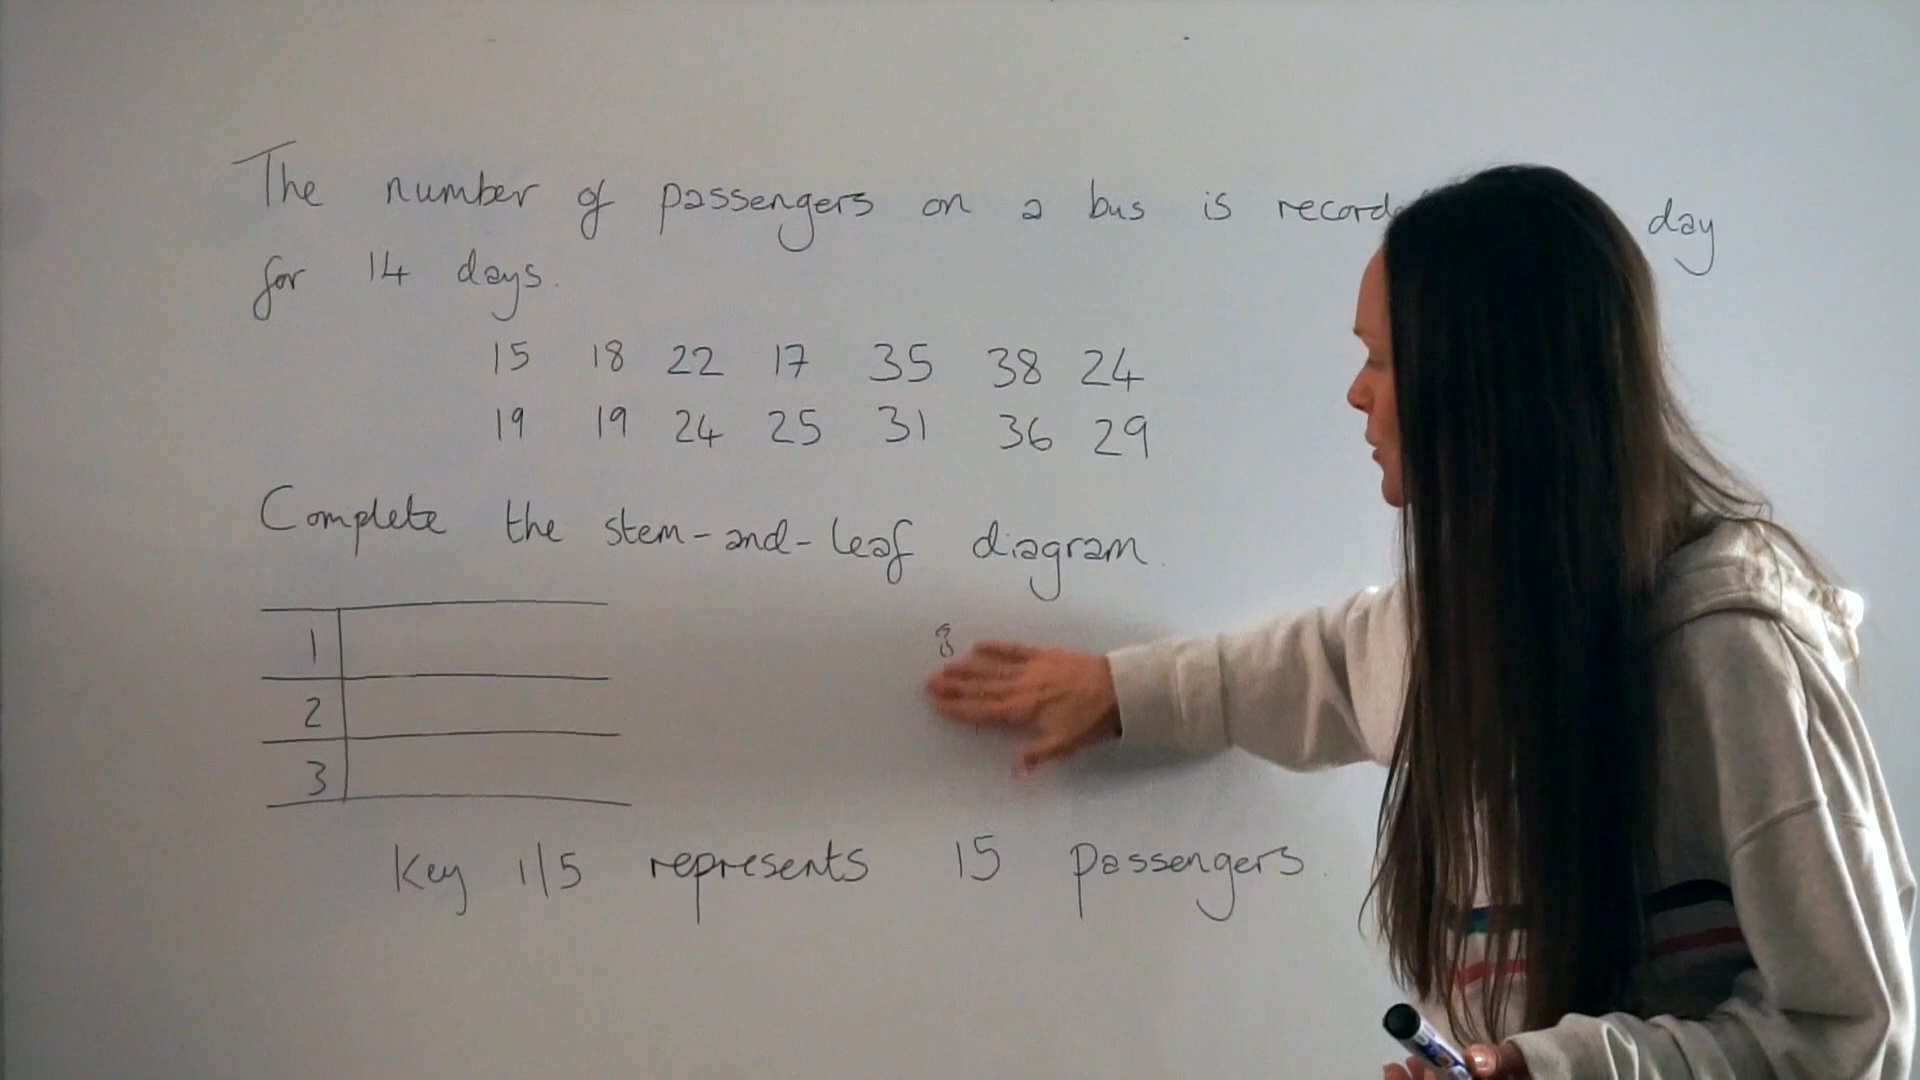 The number of passengers on a bus is day
for 14 days.
15 18 22 17 35 38 24
19 19 24 25 31 36 29
Complete the stem-and-leaf diagram.
1
2
3
8
Key 1|5 represents 15 passengers.